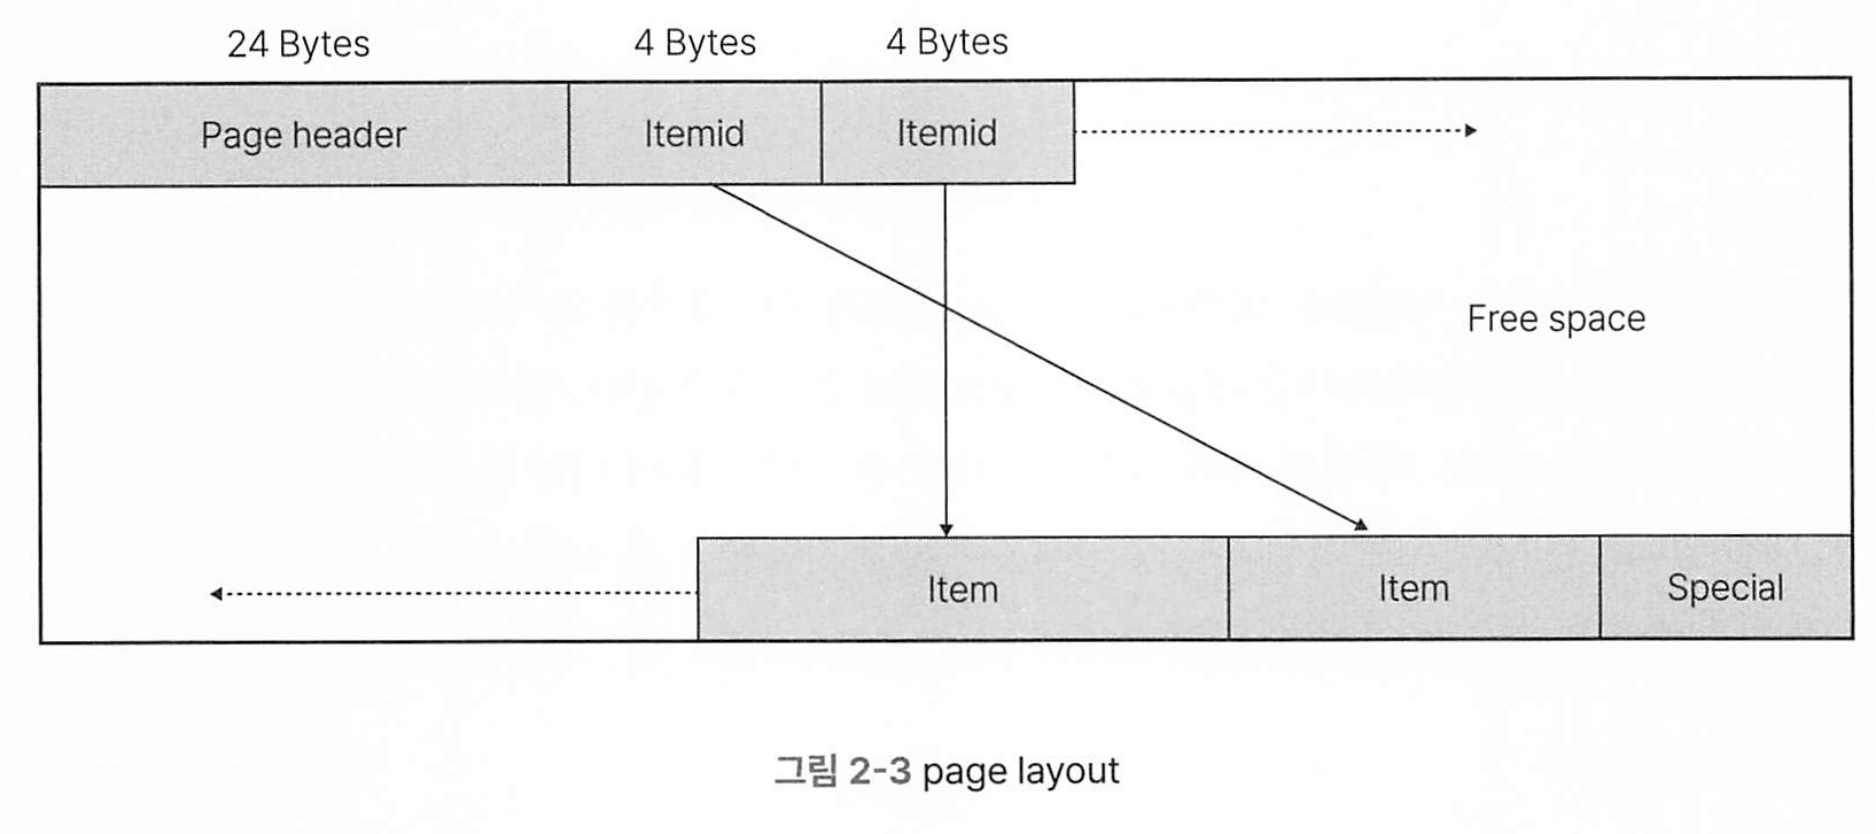 24 Bytes 4 Bytes 4 Bytes
Page header Itemid Itemid
Free space
Item Item Special
그림 2-3 page layout